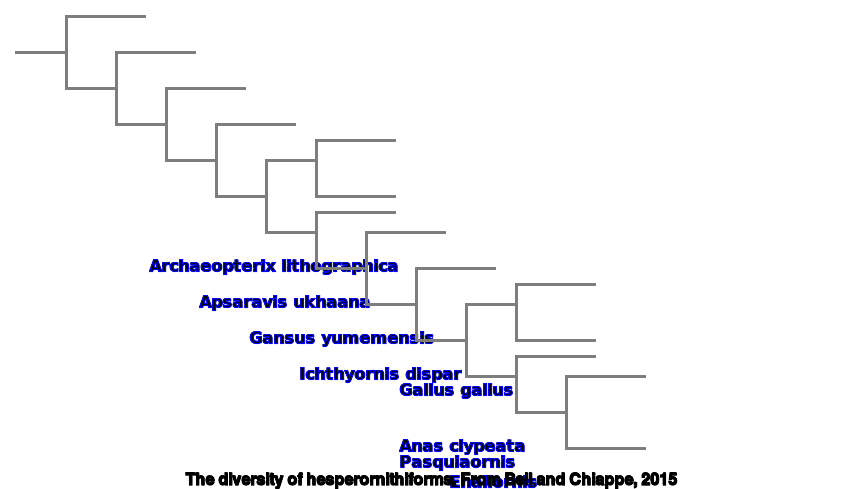 Archaeopterix lithographica
Apsaravis ukhaana
Gansus yumemensis
Ichthyornis dispar
Gallus gallus
Anas clypeata
Pasquiaornis
The diversity of hesperornithiforms. From Bell and Chiappe, 2015
Enaliornis